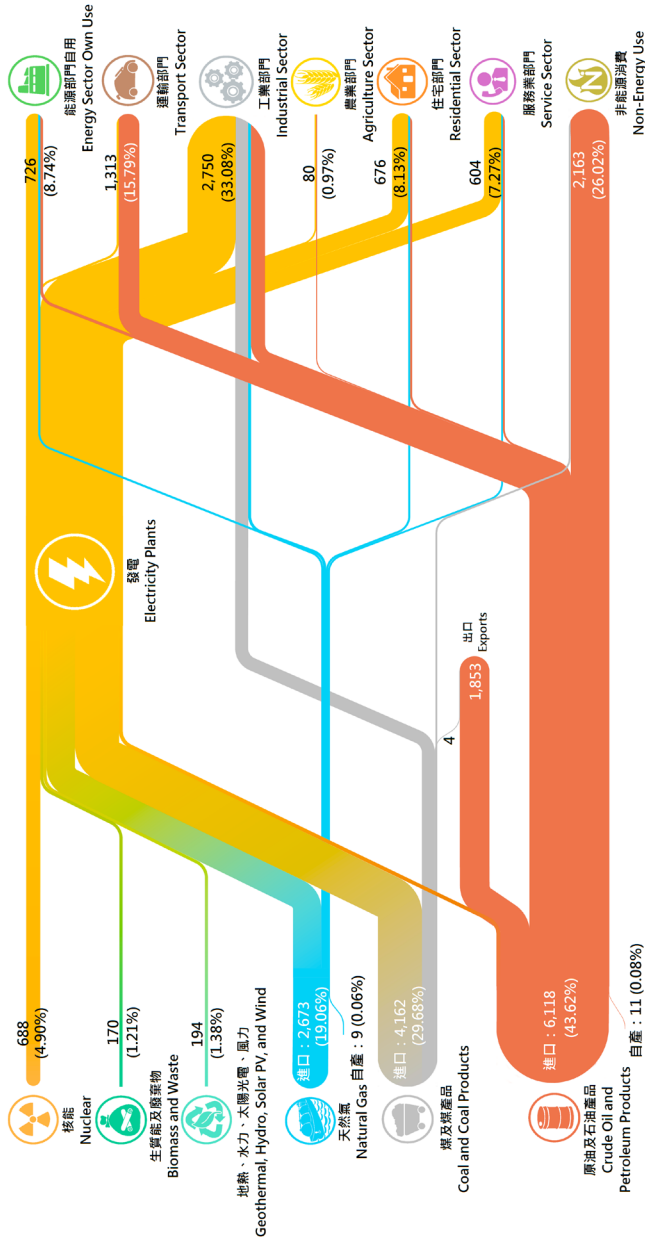 核能
Nuclear
688
(4.90%)
生質能及廢棄物
Biomass and Waste
170
(1.21%)
地熱、水力、太陽光電、風力
Geothermal, Hydro, Solar PV, and Wind
194
(1.38%)
天然氣
Natural Gas
進口：2,673
(19.06%)
自產：9 (0.06%)
煤及煤產品
Coal and Coal Products
進口：4,162
(29.68%)
原油及石油產品
Crude Oil and
Petroleum Products
進口：6,118
(43.62%)
自產：11 (0.08%)
發電
Electricity Plants
4
1,853
出口
Exports
726
(8.74%)
能源部門自用
Energy Sector Own Use
1,313
(15.79%)
運輸部門
Transport Sector
2,750
(33.08%)
工業部門
Industrial Sector
80
(0.97%)
農業部門
Agriculture Sector
676
(8.13%)
住宅部門
Residential Sector
604
(7.27%)
服務業部門
Service Sector
2,163
(26.02%)
非能源消費
Non-Energy Use
N